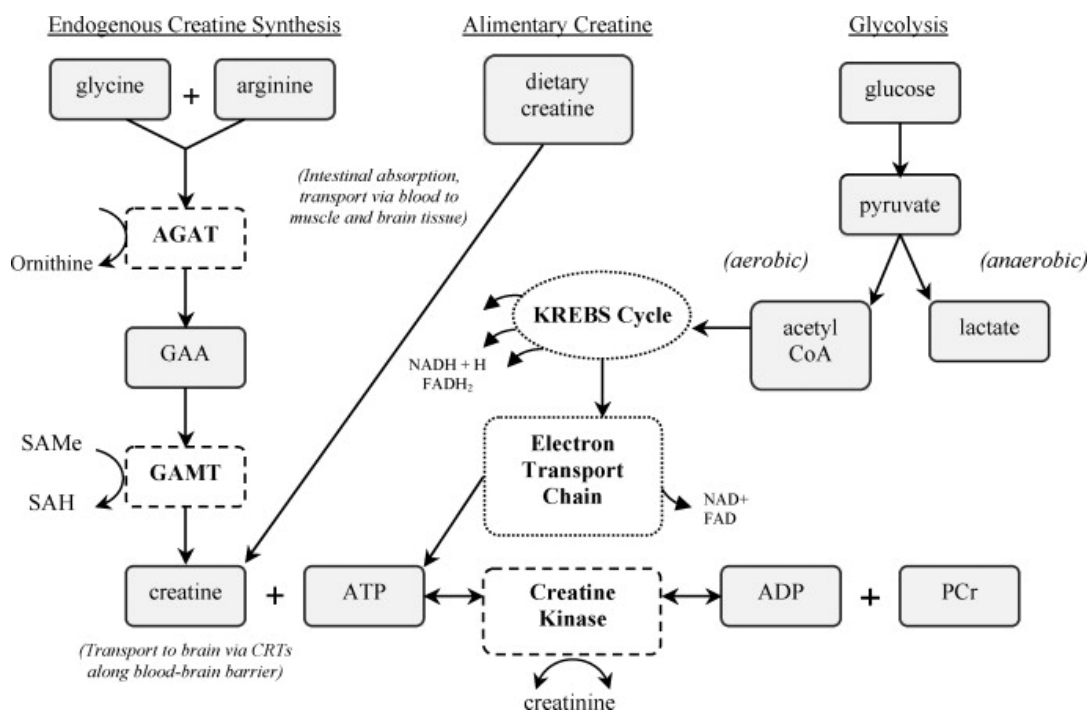 Endogenous Creatine Synthesis
Alimentary Creatine
Glycolysis
glycine
+
arginine
dietary
creatine
glucose
(Intestinal absorption,
transport via blood to
muscle and brain tissue)
pyruvate
AGAT
Ornithine
(aerobic)
(anaerobic)
KREBS Cycle
acetyl
CoA
lactate
GAA
NADH + H
FADH₂
SAMe
GAMT
SAH
Electron
Transport
Chain
NAD+
FAD
creatine
+
ATP
Creatine
Kinase
ADP
+
PCr
(Transport to brain via CRTs
along blood-brain barrier)
creatinine